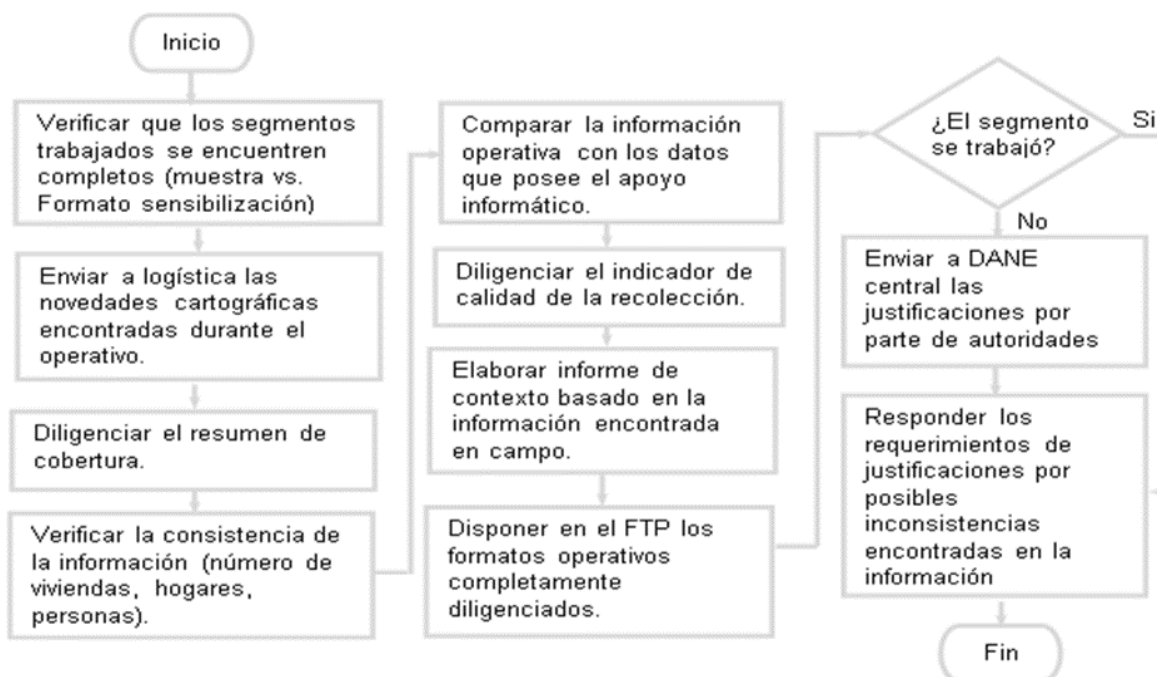 Inicio
Verificar que los segmentos
trabajados se encuentren
completos (muestra vs.
Formato sensibilización)
Enviar a logística las
novedades cartográficas
encontradas durante el
operativo.
Diligenciar el resumen de
cobertura.
Verificar la consistencia de
la información (número de
viviendas, hogares,
personas).
Comparar la información
operativa con los datos
que posee el apoyo
informático.
Diligenciar el indicador de
calidad de la recolección.
Elaborar informe de
contexto basado en la
información encontrada
en campo.
Disponer en el FTP los
formatos operativos
completamente
diligenciados.
¿El segmento
se trabajó?
Si
No
Enviar a DANE
central las
justificaciones por
parte de autoridades
Responder los
requerimientos de
justificaciones por
posibles
inconsistencias
encontradas en la
información
Fin